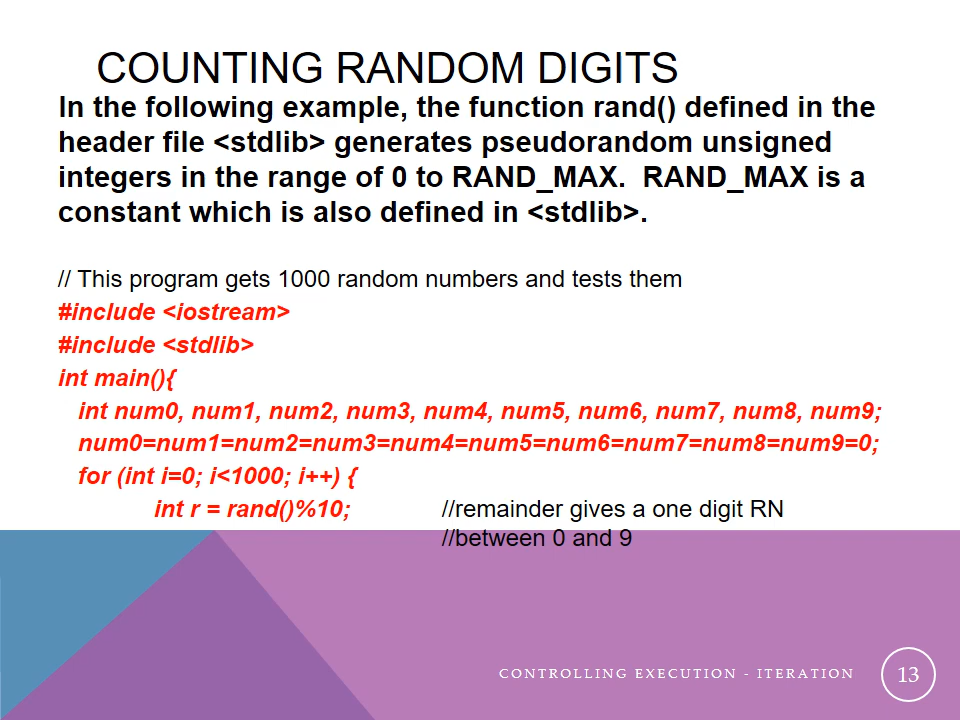 COUNTING RANDOM DIGITS
In the following example, the function rand() defined in the
header file <stdlib> generates pseudorandom unsigned
integers in the range of 0 to RAND_MAX.  RAND_MAX is a
constant which is also defined in <stdlib>.
// This program gets 1000 random numbers and tests them
#include <iostream>
#include <stdlib>
int main(){
int num0, num1, num2, num3, num4, num5, num6, num7, num8, num9;
num0=num1=num2=num3=num4=num5=num6=num7=num8=num9=0;
for (int i=0; i<1000; i++) {
int r = rand()%10; //remainder gives a one digit RN
//between 0 and 9
CONTROLLING EXECUTION - ITERATION
13